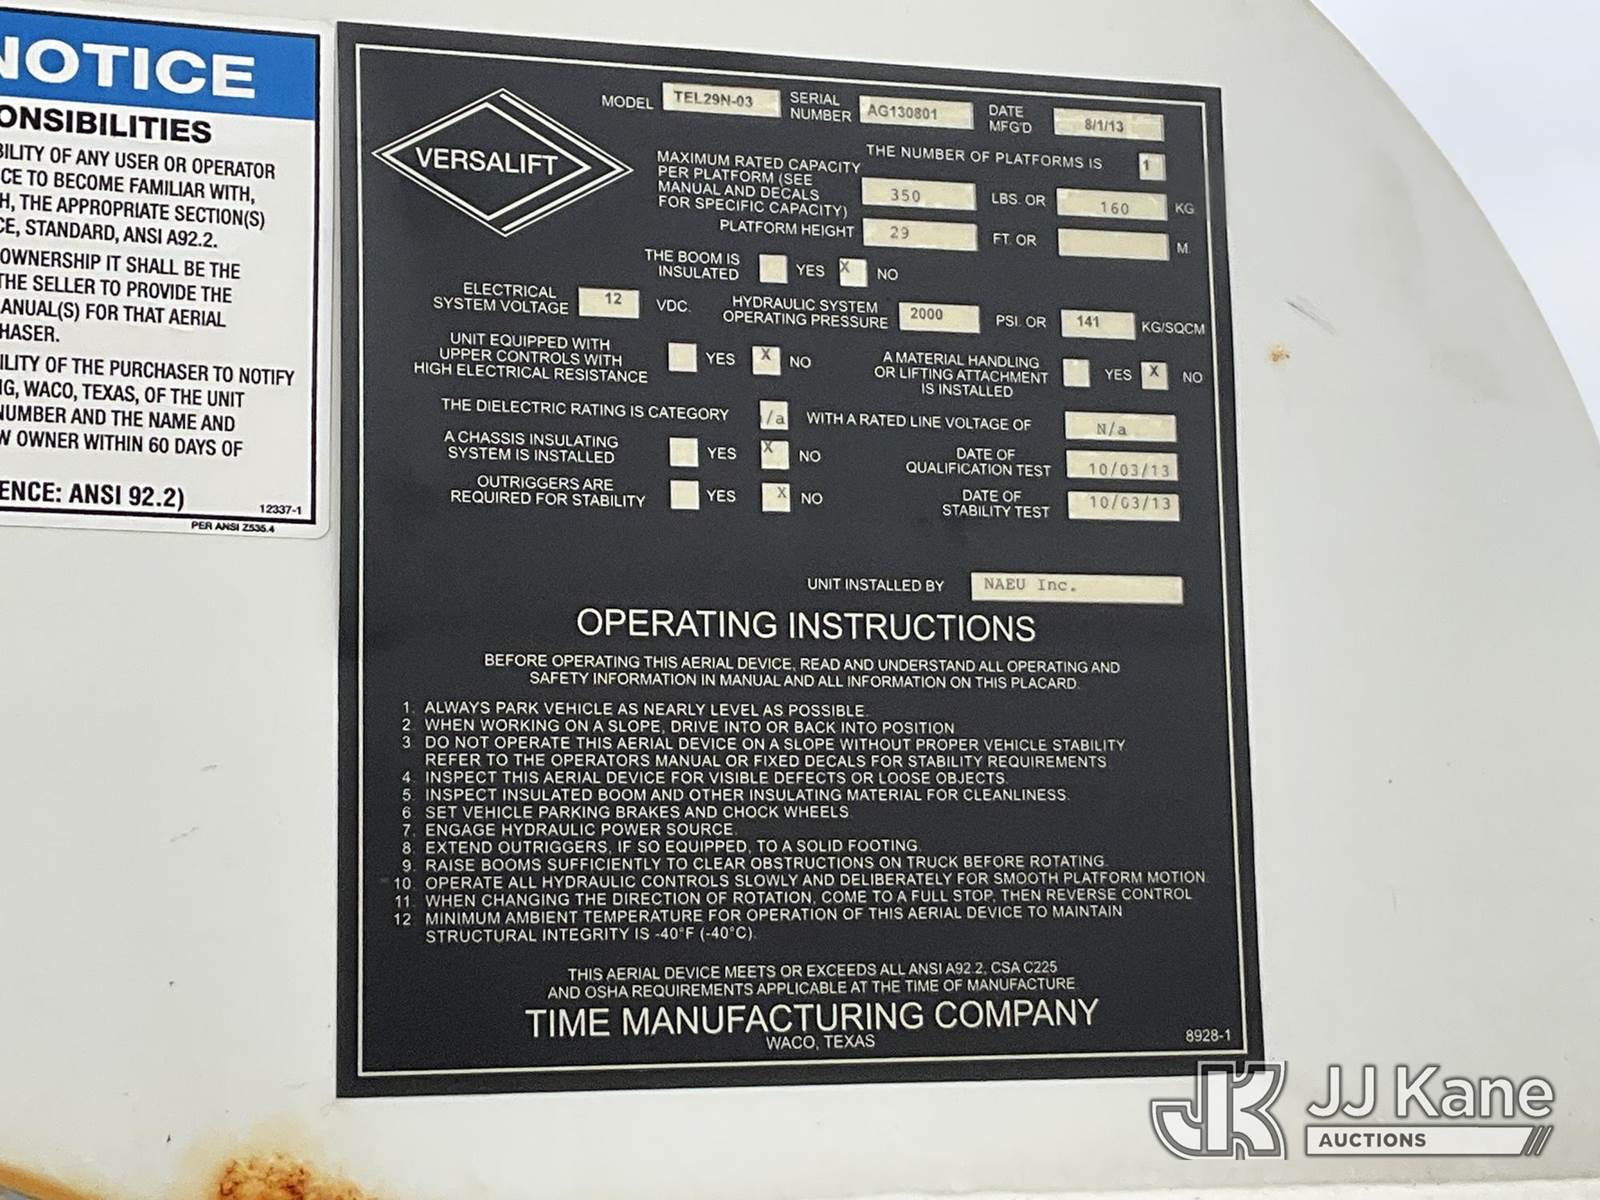 NOTICE
ONSIBILITIES
BILITY OF ANY USER OR OPERATOR
CE TO BECOME FAMILIAR WITH,
H, THE APPROPRIATE SECTION(S)
CE, STANDARD, ANSI A92.2.
OWNERSHIP IT SHALL BE THE
THE SELLER TO PROVIDE THE
ANUAL(S) FOR THAT AERIAL
HASER.
ILITY OF THE PURCHASER TO NOTIFY
G, WACO, TEXAS, OF THE UNIT
NUMBER AND THE NAME AND
W OWNER WITHIN 60 DAYS OF
ENCE: ANSI 92.2)
12337-1
PER ANSI Z535.4
VERSALIFT
MODEL TEL29N-03 SERIAL NUMBER AG130801 DATE MFG'D 8/1/13
THE NUMBER OF PLATFORMS IS 1
MAXIMUM RATED CAPACITY
PER PLATFORM (SEE
MANUAL AND DECALS
FOR SPECIFIC CAPACITY) 350 LBS. OR 160 KG
PLATFORM HEIGHT 29 FT. OR M.
THE BOOM IS
INSULATED YES X NO
ELECTRICAL
SYSTEM VOLTAGE 12 VDC. HYDRAULIC SYSTEM
OPERATING PRESSURE 2000 PSI. OR 141 KG/SQCM
UNIT EQUIPPED WITH
UPPER CONTROLS WITH
HIGH ELECTRICAL RESISTANCE YES X NO
A MATERIAL HANDLING
OR LIFTING ATTACHMENT
IS INSTALLED YES X NO
THE DIELECTRIC RATING IS CATEGORY /a WITH A RATED LINE VOLTAGE OF N/a
A CHASSIS INSULATING
SYSTEM IS INSTALLED YES X NO
DATE OF
QUALIFICATION TEST 10/03/13
OUTRIGGERS ARE
REQUIRED FOR STABILITY YES X NO
DATE OF
STABILITY TEST 10/03/13
UNIT INSTALLED BY NAEU Inc.
OPERATING INSTRUCTIONS
BEFORE OPERATING THIS AERIAL DEVICE, READ AND UNDERSTAND ALL OPERATING AND
SAFETY INFORMATION IN MANUAL AND ALL INFORMATION ON THIS PLACARD.
1. ALWAYS PARK VEHICLE AS NEARLY LEVEL AS POSSIBLE.
2. WHEN WORKING ON A SLOPE, DRIVE INTO OR BACK INTO POSITION
3. DO NOT OPERATE THIS AERIAL DEVICE ON A SLOPE WITHOUT PROPER VEHICLE STABILITY
REFER TO THE OPERATORS MANUAL OR FIXED DECALS FOR STABILITY REQUIREMENTS
4. INSPECT THIS AERIAL DEVICE FOR VISIBLE DEFECTS OR LOOSE OBJECTS.
5. INSPECT INSULATED BOOM AND OTHER INSULATING MATERIAL FOR CLEANLINESS.
6. SET VEHICLE PARKING BRAKES AND CHOCK WHEELS.
7. ENGAGE HYDRAULIC POWER SOURCE.
8. EXTEND OUTRIGGERS, IF SO EQUIPPED, TO A SOLID FOOTING.
9. RAISE BOOMS SUFFICIENTLY TO CLEAR OBSTRUCTIONS ON TRUCK BEFORE ROTATING.
10. OPERATE ALL HYDRAULIC CONTROLS SLOWLY AND DELIBERATELY FOR SMOOTH PLATFORM MOTION.
11. WHEN CHANGING THE DIRECTION OF ROTATION, COME TO A FULL STOP, THEN REVERSE CONTROL
12. MINIMUM AMBIENT TEMPERATURE FOR OPERATION OF THIS AERIAL DEVICE TO MAINTAIN
STRUCTURAL INTEGRITY IS -40°F (-40°C).
THIS AERIAL DEVICE MEETS OR EXCEEDS ALL ANSI A92.2, CSA C225
AND OSHA REQUIREMENTS APPLICABLE AT THE TIME OF MANUFACTURE
TIME MANUFACTURING COMPANY
WACO, TEXAS
8928-1
JK JJ Kane
AUCTIONS